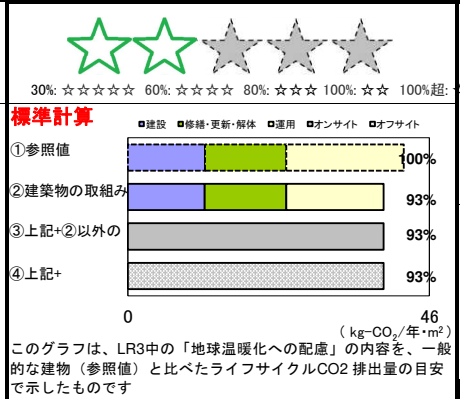 30%: ☆☆☆☆☆ 60%: ☆☆☆☆ 80%: ☆☆☆ 100%: ☆☆ 100%超:
標準計算
建設 修繕・更新・解体 運用 オンサイト オフサイト
①参照値 100%
②建築物の取組み 93%
③上記+②以外の 93%
④上記+ 93%
0 46
（ kg-CO2/年・m2 ）
このグラフは、LR3中の「地球温暖化への配慮」の内容を、一般
的な建物（参照値）と比べたライフサイクルCO2 排出量の目安
で示したものです